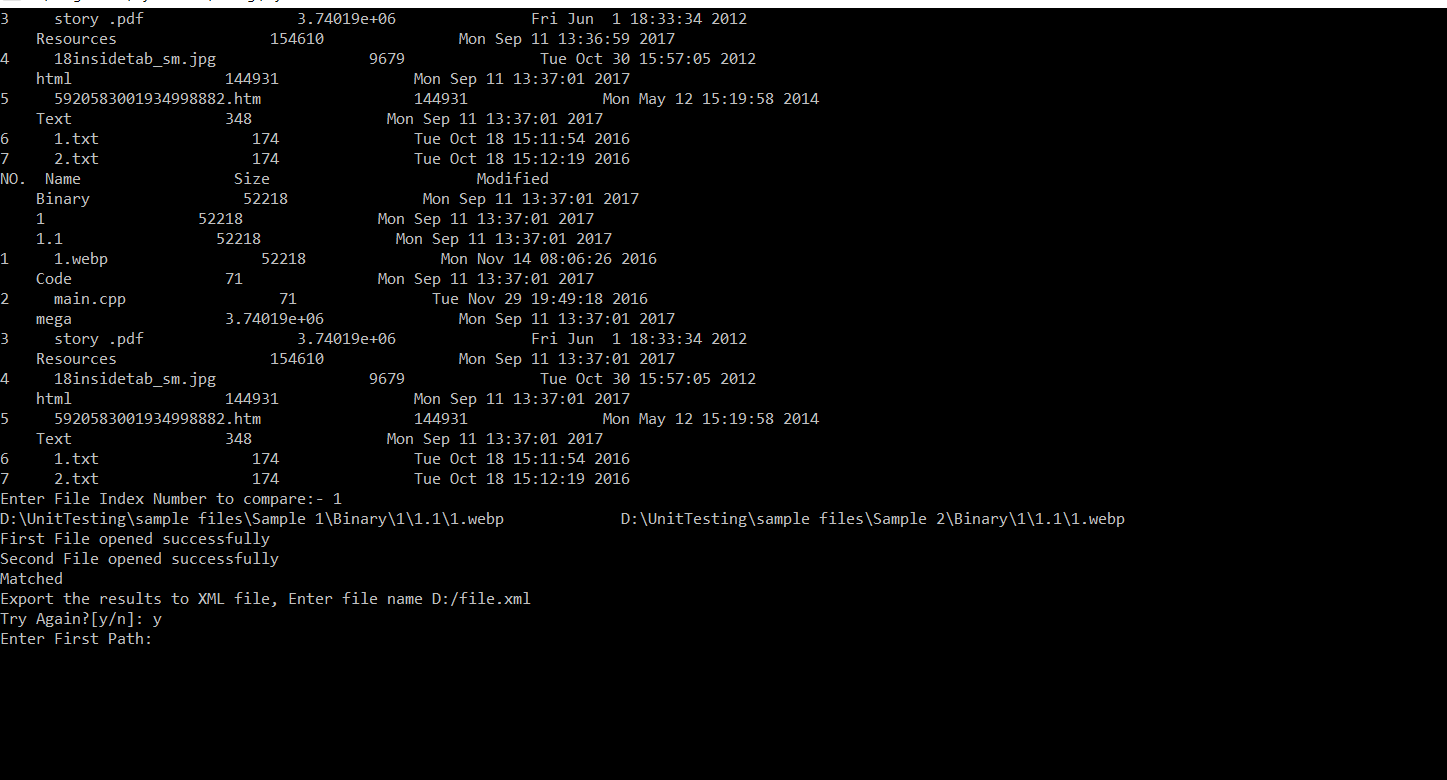 3     story .pdf                 3.74019e+06               Fri Jun  1 18:33:34 2012
    Resources                 154610               Mon Sep 11 13:36:59 2017
4     18insidetab_sm.jpg                 9679               Tue Oct 30 15:57:05 2012
    html                 144931               Mon Sep 11 13:37:01 2017
5     5920583001934998882.htm                 144931               Mon May 12 15:19:58 2014
    Text                 348               Mon Sep 11 13:37:01 2017
6     1.txt                 174               Tue Oct 18 15:11:54 2016
7     2.txt                 174               Tue Oct 18 15:12:19 2016
NO.  Name                 Size                       Modified
    Binary                 52218               Mon Sep 11 13:37:01 2017
    1                 52218               Mon Sep 11 13:37:01 2017
    1.1                 52218               Mon Sep 11 13:37:01 2017
1     1.webp                 52218               Mon Nov 14 08:06:26 2016
    Code                 71               Mon Sep 11 13:37:01 2017
2     main.cpp                 71               Tue Nov 29 19:49:18 2016
    mega                 3.74019e+06               Mon Sep 11 13:37:01 2017
3     story .pdf                 3.74019e+06               Fri Jun  1 18:33:34 2012
    Resources                 154610               Mon Sep 11 13:37:01 2017
4     18insidetab_sm.jpg                 9679               Tue Oct 30 15:57:05 2012
    html                 144931               Mon Sep 11 13:37:01 2017
5     5920583001934998882.htm                 144931               Mon May 12 15:19:58 2014
    Text                 348               Mon Sep 11 13:37:01 2017
6     1.txt                 174               Tue Oct 18 15:11:54 2016
7     2.txt                 174               Tue Oct 18 15:12:19 2016
Enter File Index Number to compare:- 1
D:\UnitTesting\sample files\Sample 1\Binary\1\1.1\1.webp             D:\UnitTesting\sample files\Sample 2\Binary\1\1.1\1.webp
First File opened successfully
Second File opened successfully
Matched
Export the results to XML file, Enter file name D:/file.xml
Try Again?[y/n]: y
Enter First Path: